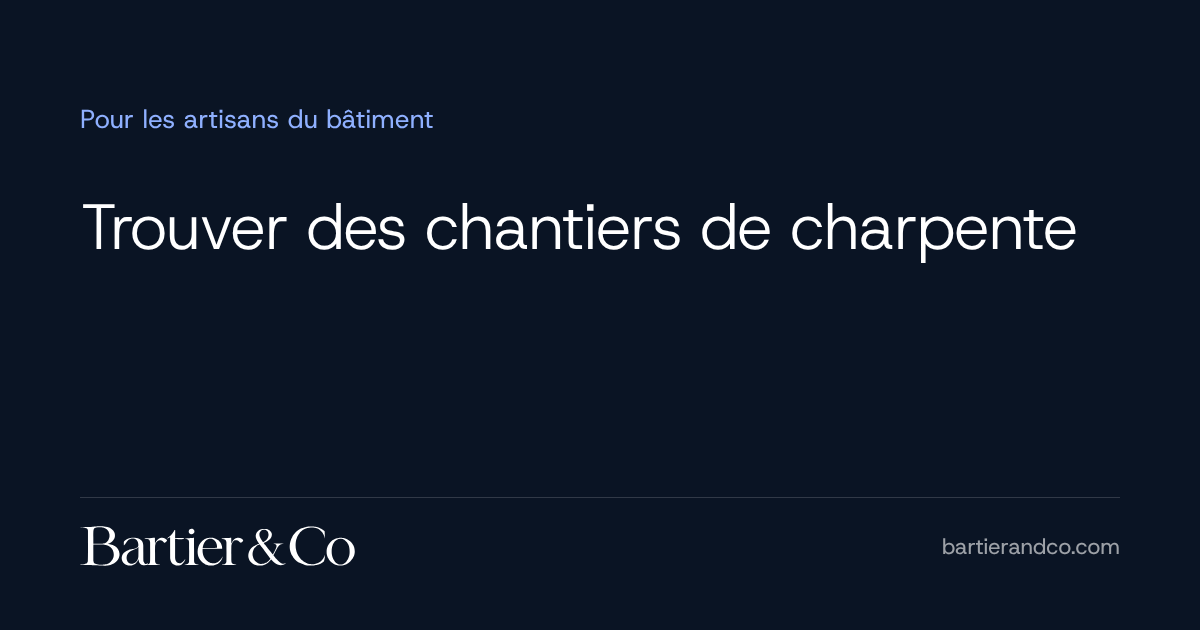 Pour les artisans du bâtiment
Trouver des chantiers de charpente
Bartier & Co
bartierandco.com